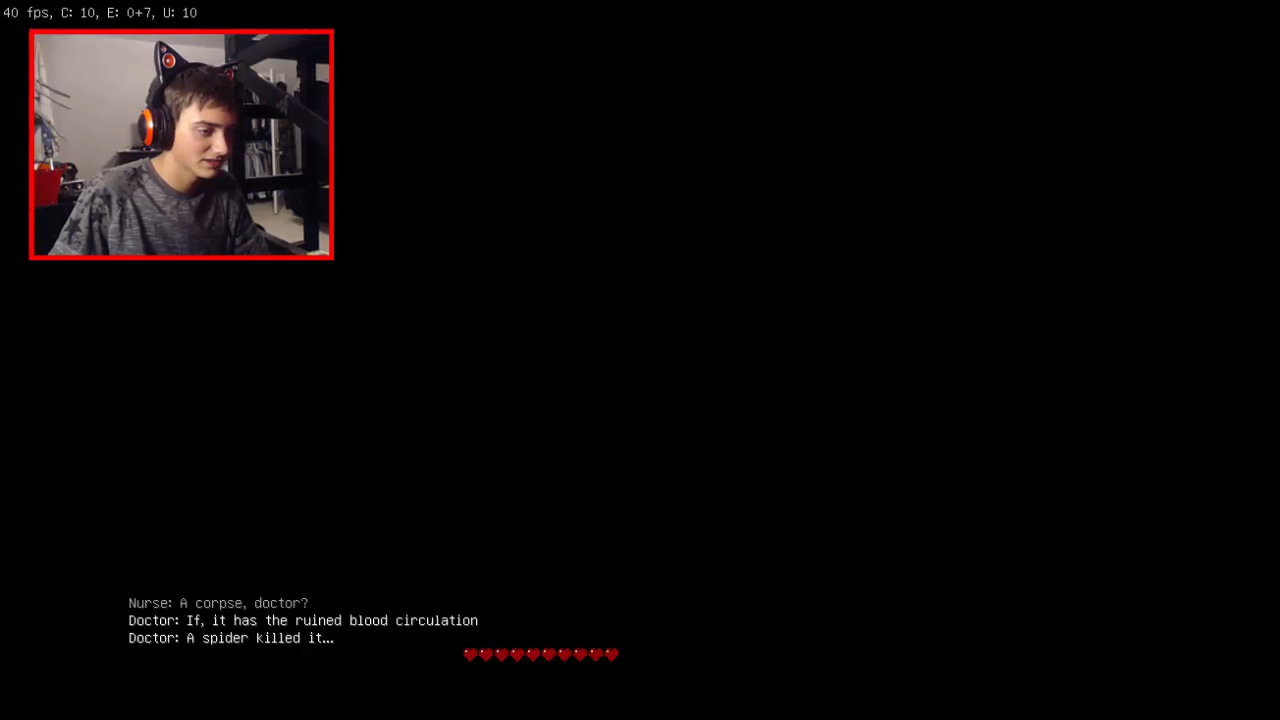 40 fps, C: 10, E: 0+7, U: 10
Nurse: A corpse, doctor?
Doctor: If, it has the ruined blood circulation
Doctor: A spider killed it...